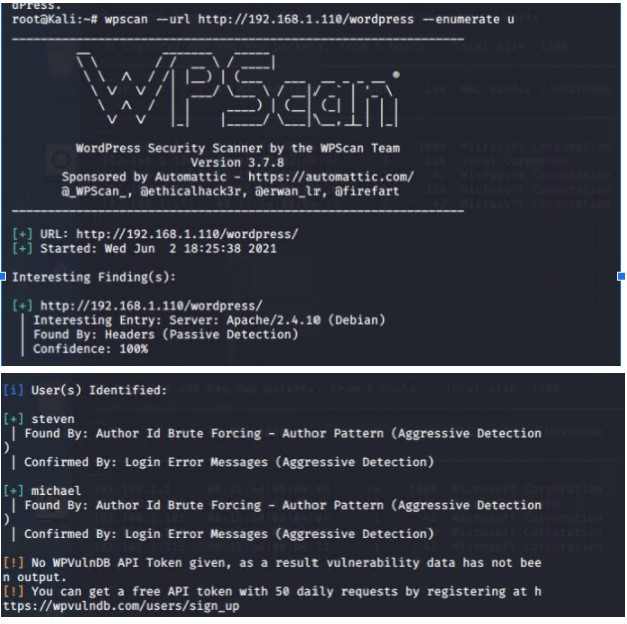 dPress.
root@Kali:~# wpscan --url http://192.168.1.110/wordpress --enumerate u
WPScan®
WordPress Security Scanner by the WPScan Team
Version 3.7.8
Sponsored by Automattic - https://automattic.com/
@_WPScan_, @ethicalhack3r, @erwan_lr, @firefart
[+] URL: http://192.168.1.110/wordpress/
[+] Started: Wed Jun  2 18:25:38 2021
Interesting Finding(s):
[+] http://192.168.1.110/wordpress/
| Interesting Entry: Server: Apache/2.4.10 (Debian)
| Found By: Headers (Passive Detection)
| Confidence: 100%
[i] User(s) Identified:
[+] steven
| Found By: Author Id Brute Forcing - Author Pattern (Aggressive Detection
)
| Confirmed By: Login Error Messages (Aggressive Detection)
[+] michael
| Found By: Author Id Brute Forcing - Author Pattern (Aggressive Detection
)
| Confirmed By: Login Error Messages (Aggressive Detection)
[!] No WPVulnDB API Token given, as a result vulnerability data has not bee
n output.
[!] You can get a free API token with 50 daily requests by registering at h
ttps://wpvulndb.com/users/sign_up